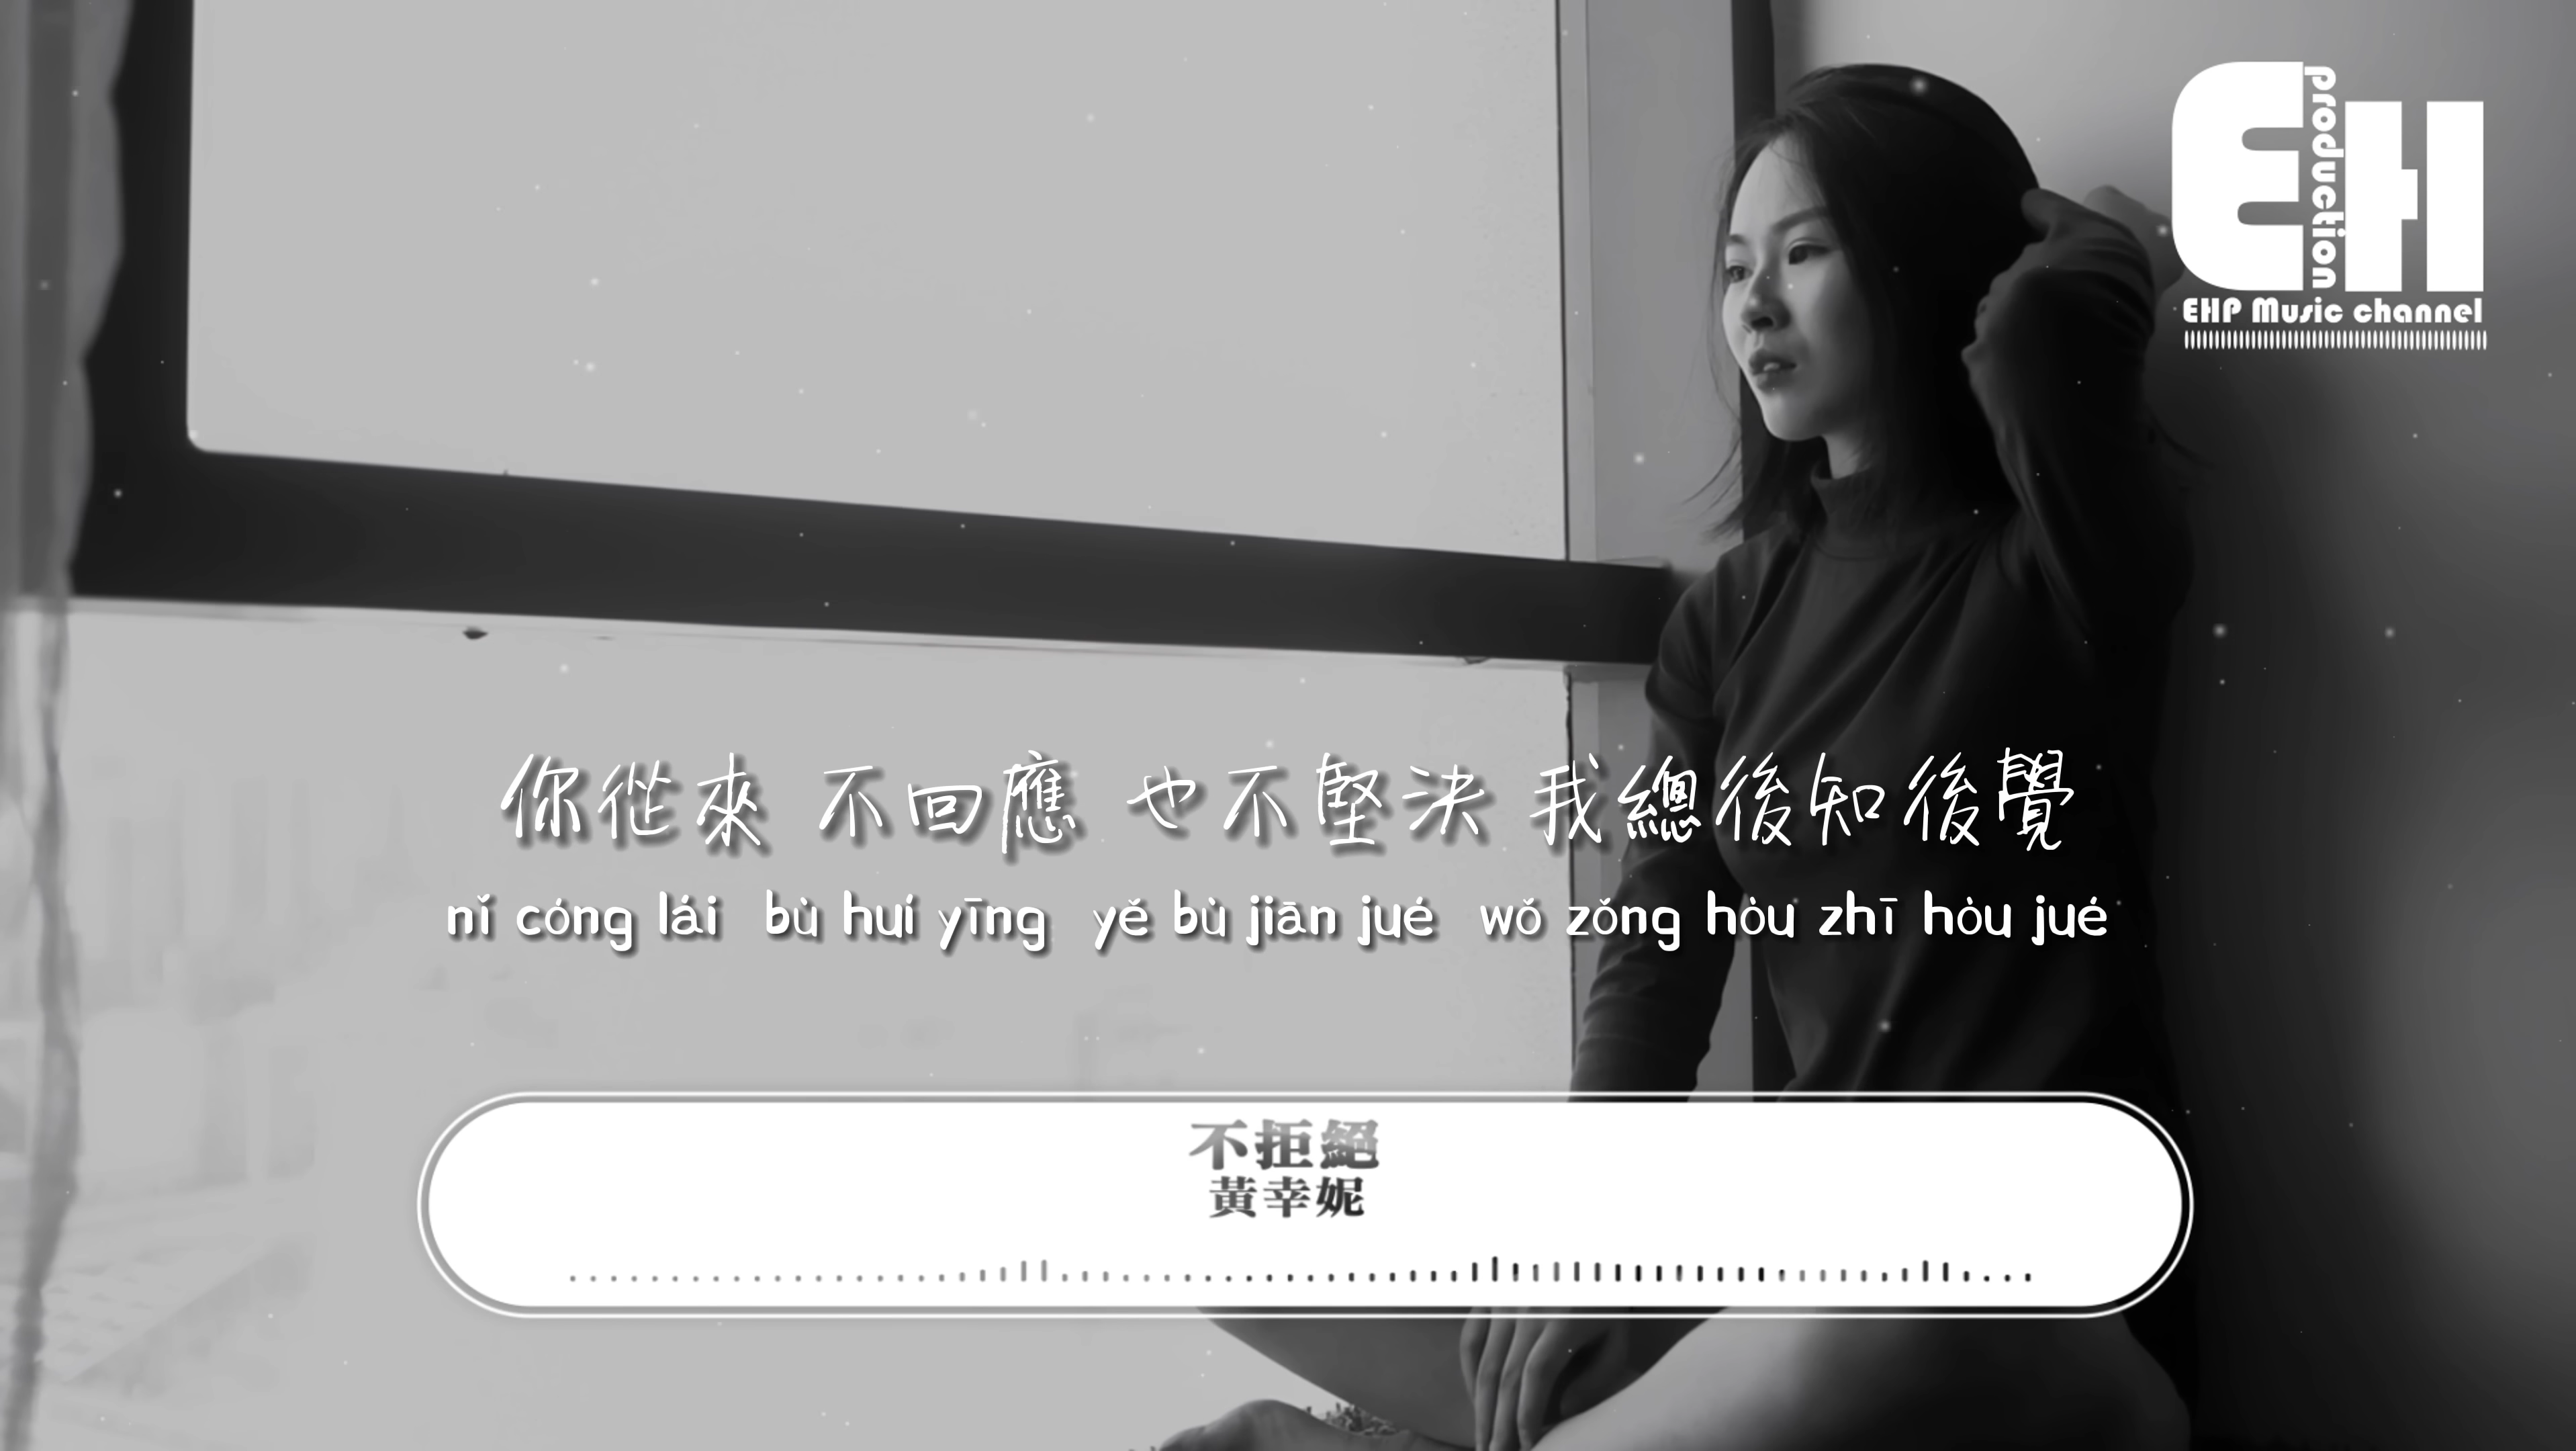 EH
production
EHP Music channel
你從來 不回應 也不堅決 我總後知後覺
nǐ cóng lái bù huí yīng yě bù jiān jué wǒ zǒng hòu zhī hòu jué
不拒絕
黃幸妮